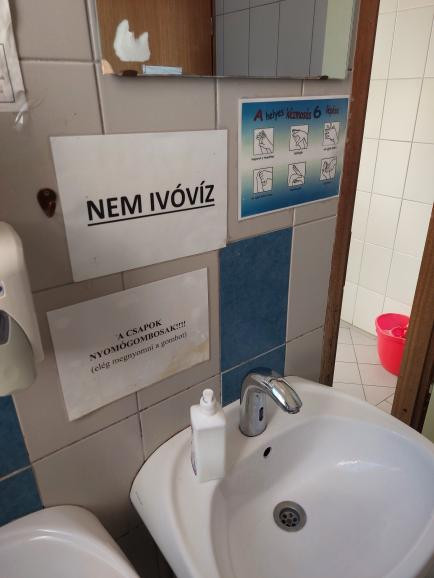 A helyes kézmosás 6 lépése
NEM IVÓVÍZ
A CSAPOK
NYOMÓGOMBOSAK!!!!
(elég megnyomni a gombot)